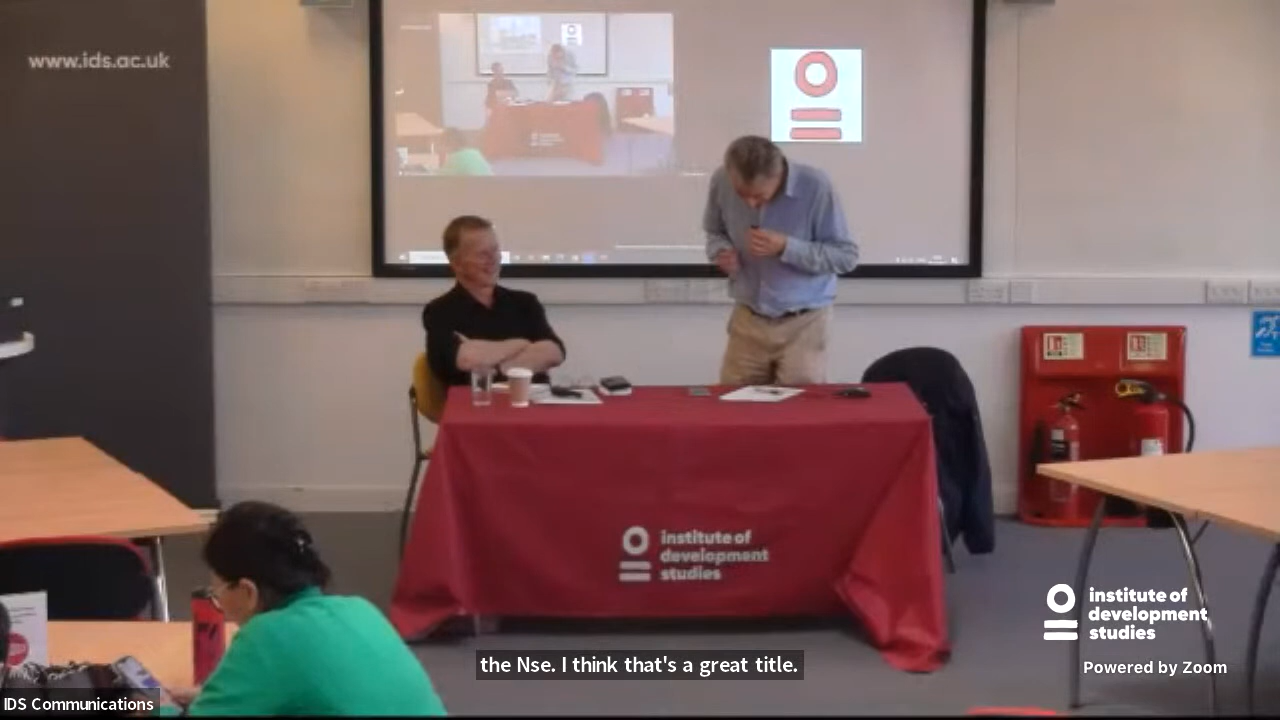 www.ids.ac.uk
institute of
development
studies
institute of
development
studies
Powered by Zoom
the Nse. I think that's a great title.
IDS Communications